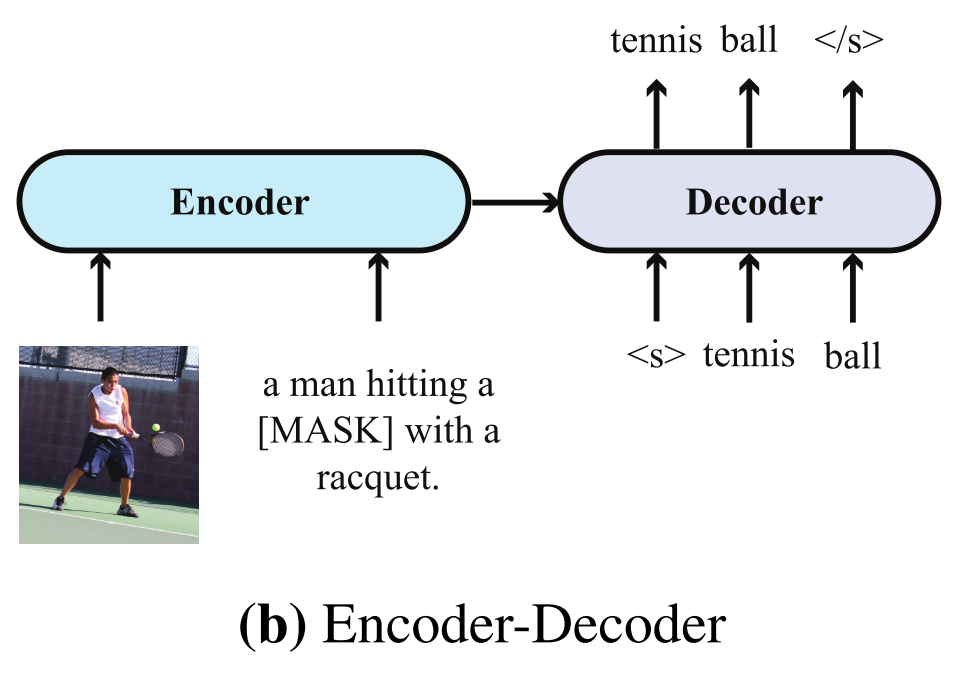 tennis ball </s>
Encoder
Decoder
<s> tennis ball
a man hitting a
[MASK] with a
racquet.
(b) Encoder-Decoder